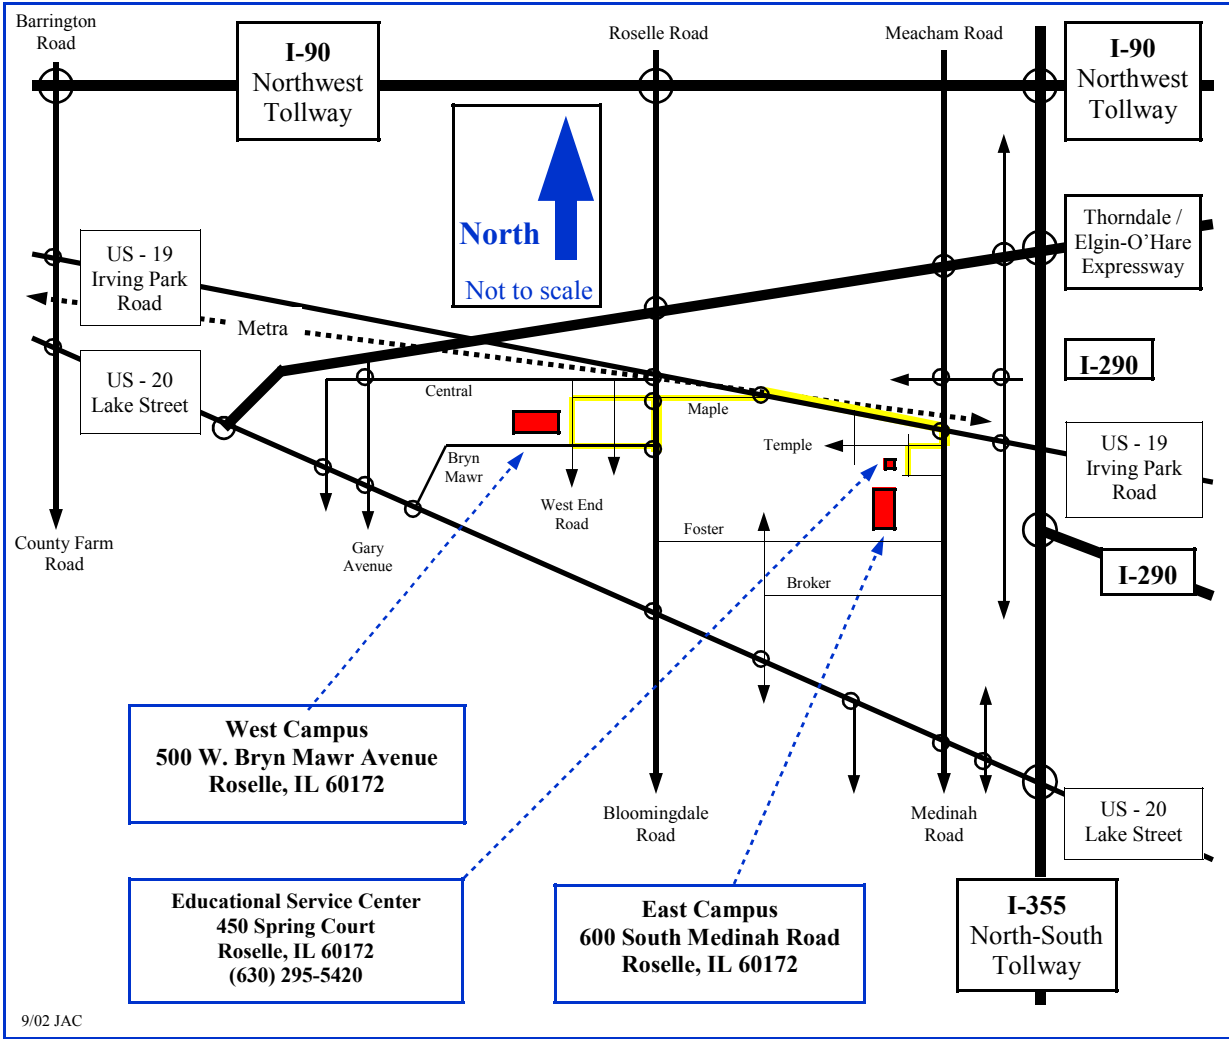 Barrington
Road
I-90
Northwest
Tollway
Roselle Road
Meacham Road
I-90
Northwest
Tollway
North
Not to scale
Thorndale /
Elgin-O'Hare
Expressway
US - 19
Irving Park
Road
Metra
I-290
US - 20
Lake Street
Central
Maple
Temple
US - 19
Irving Park
Road
Bryn
Mawr
West End
Road
County Farm
Road
Gary
Avenue
Foster
I-290
Broker
West Campus
500 W. Bryn Mawr Avenue
Roselle, IL 60172
Bloomingdale
Road
Medinah
Road
US - 20
Lake Street
Educational Service Center
450 Spring Court
Roselle, IL 60172
(630) 295-5420
East Campus
600 South Medinah Road
Roselle, IL 60172
I-355
North-South
Tollway
9/02 JAC